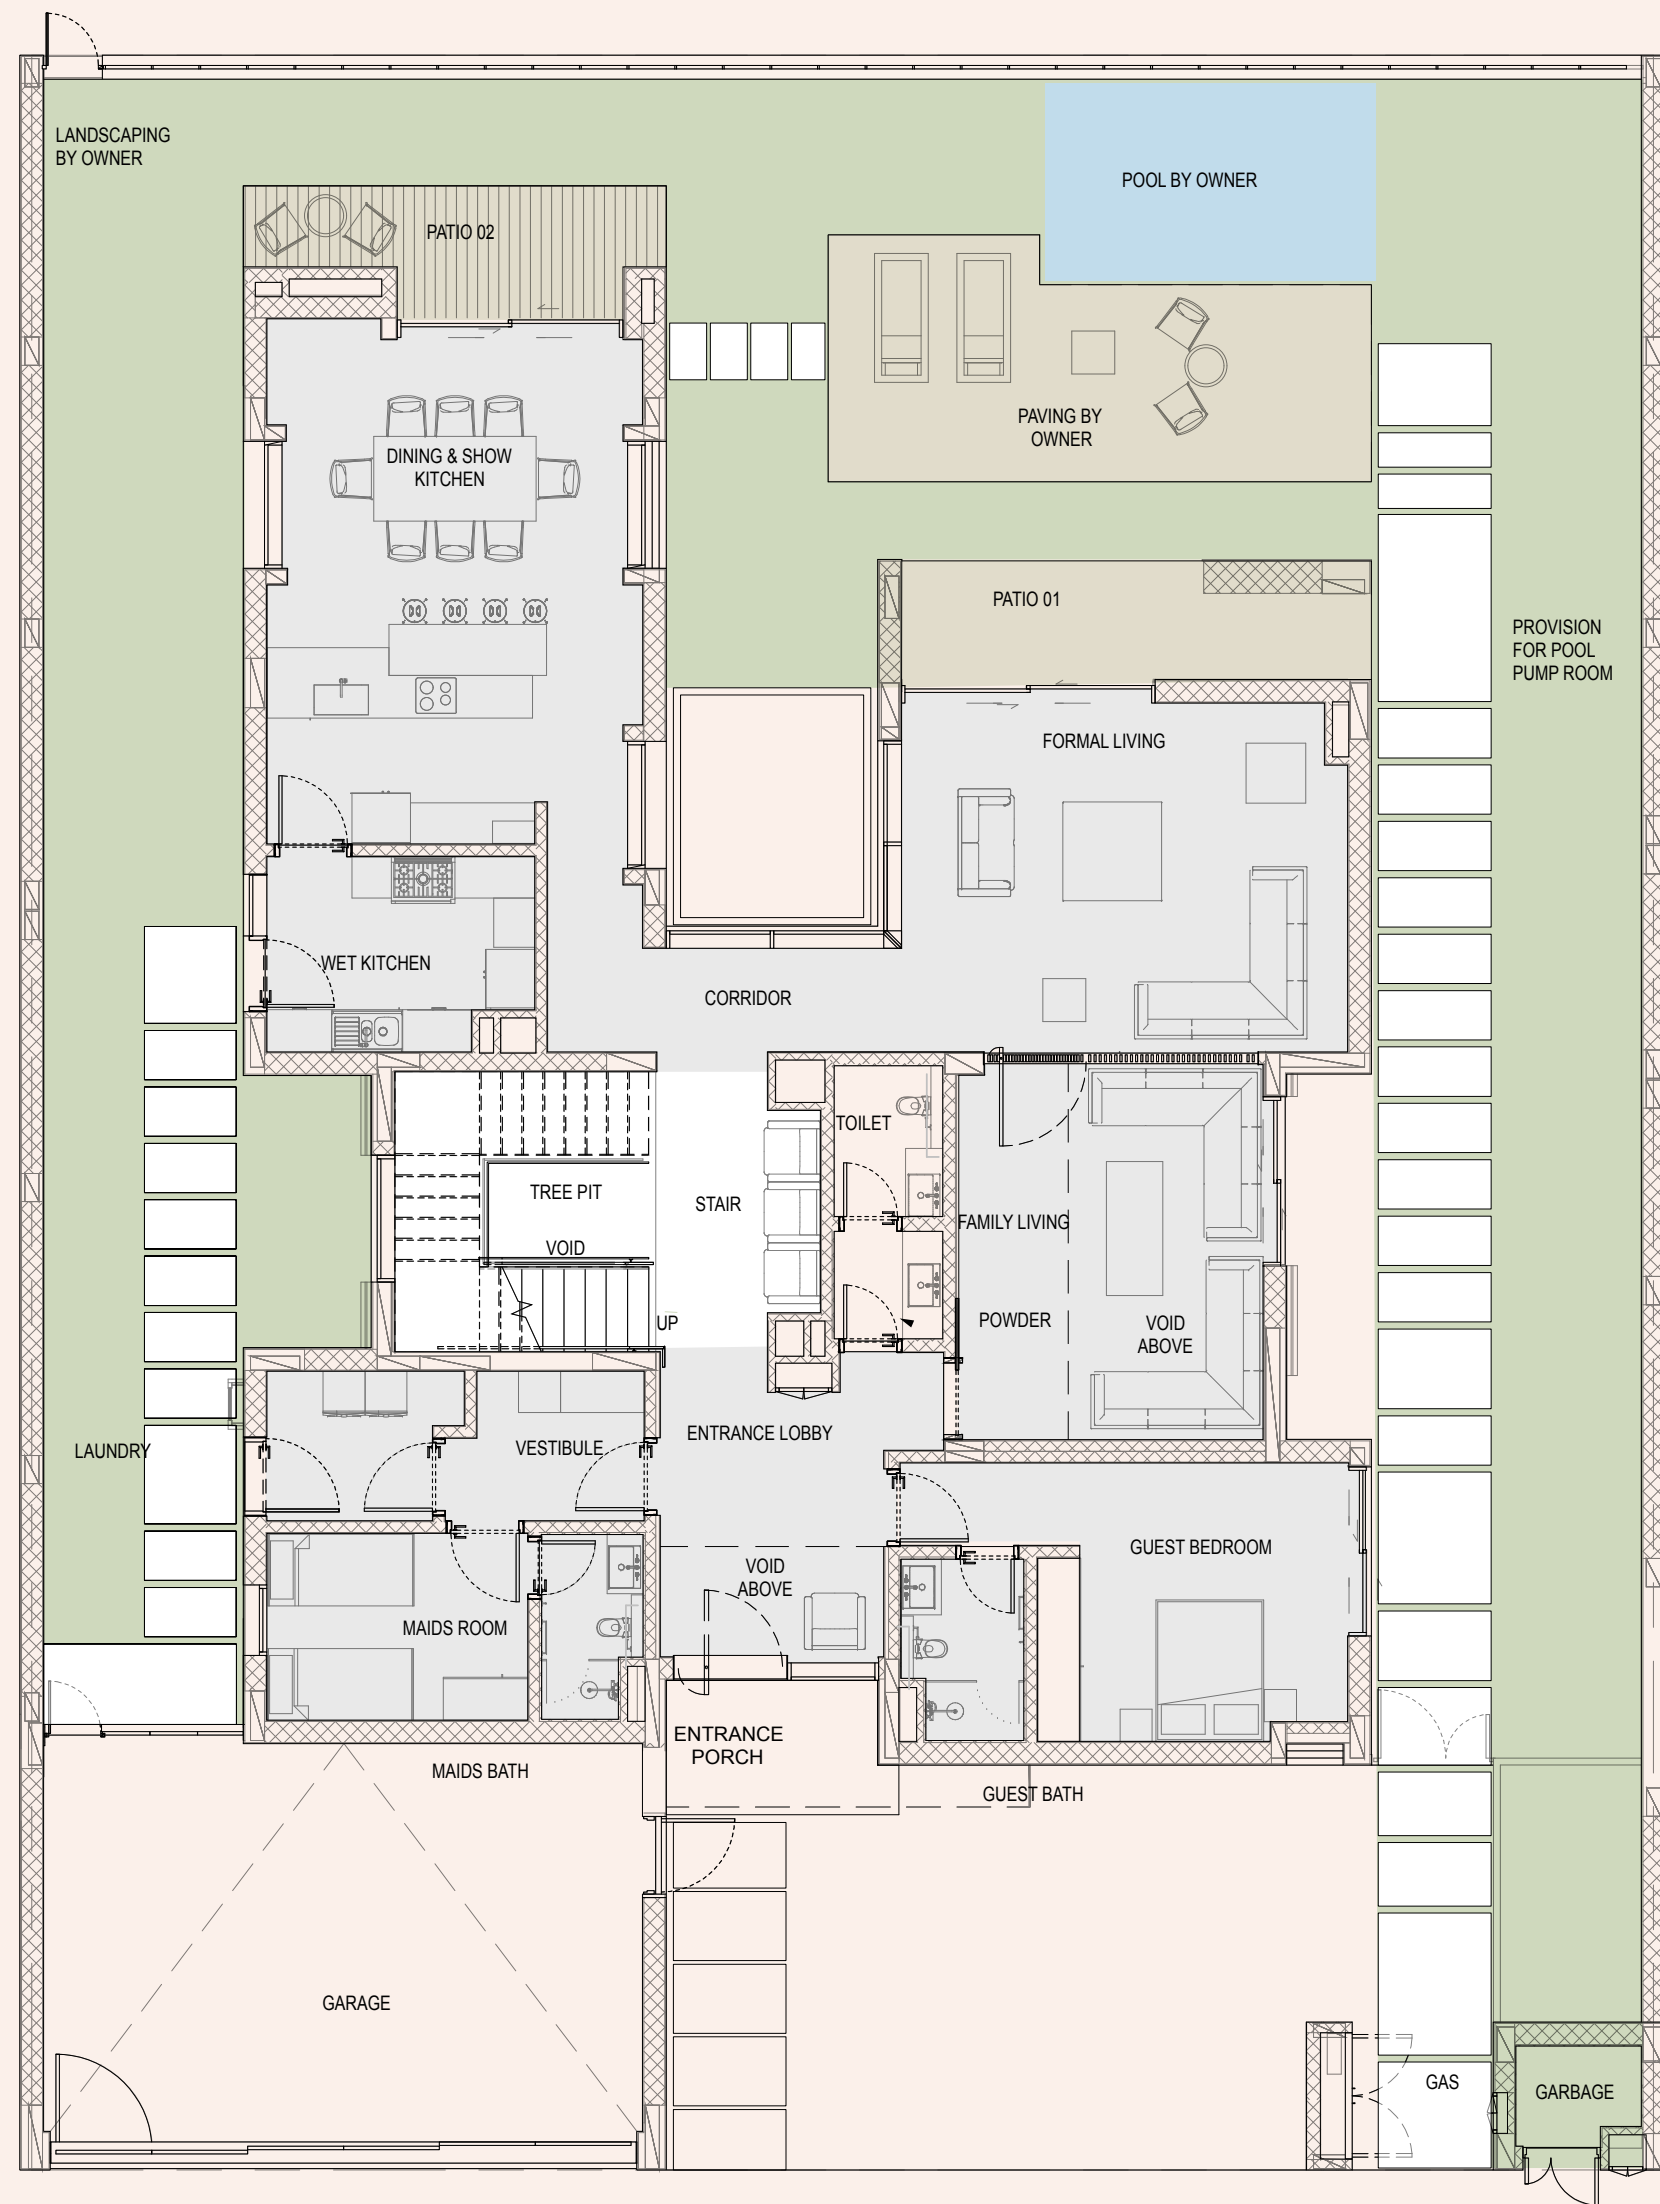 LANDSCAPING
BY OWNER
POOL BY OWNER
PATIO 02
PAVING BY
OWNER
DINING & SHOW
KITCHEN
PATIO 01
PROVISION
FOR POOL
PUMP ROOM
FORMAL LIVING
WET KITCHEN
CORRIDOR
TOILET
TREE PIT
STAIR
FAMILY LIVING
VOID
UP
POWDER
VOID
ABOVE
ENTRANCE LOBBY
LAUNDRY
VESTIBULE
GUEST BEDROOM
VOID
ABOVE
MAIDS ROOM
ENTRANCE
PORCH
MAIDS BATH
GUEST BATH
GARAGE
GAS
GARBAGE